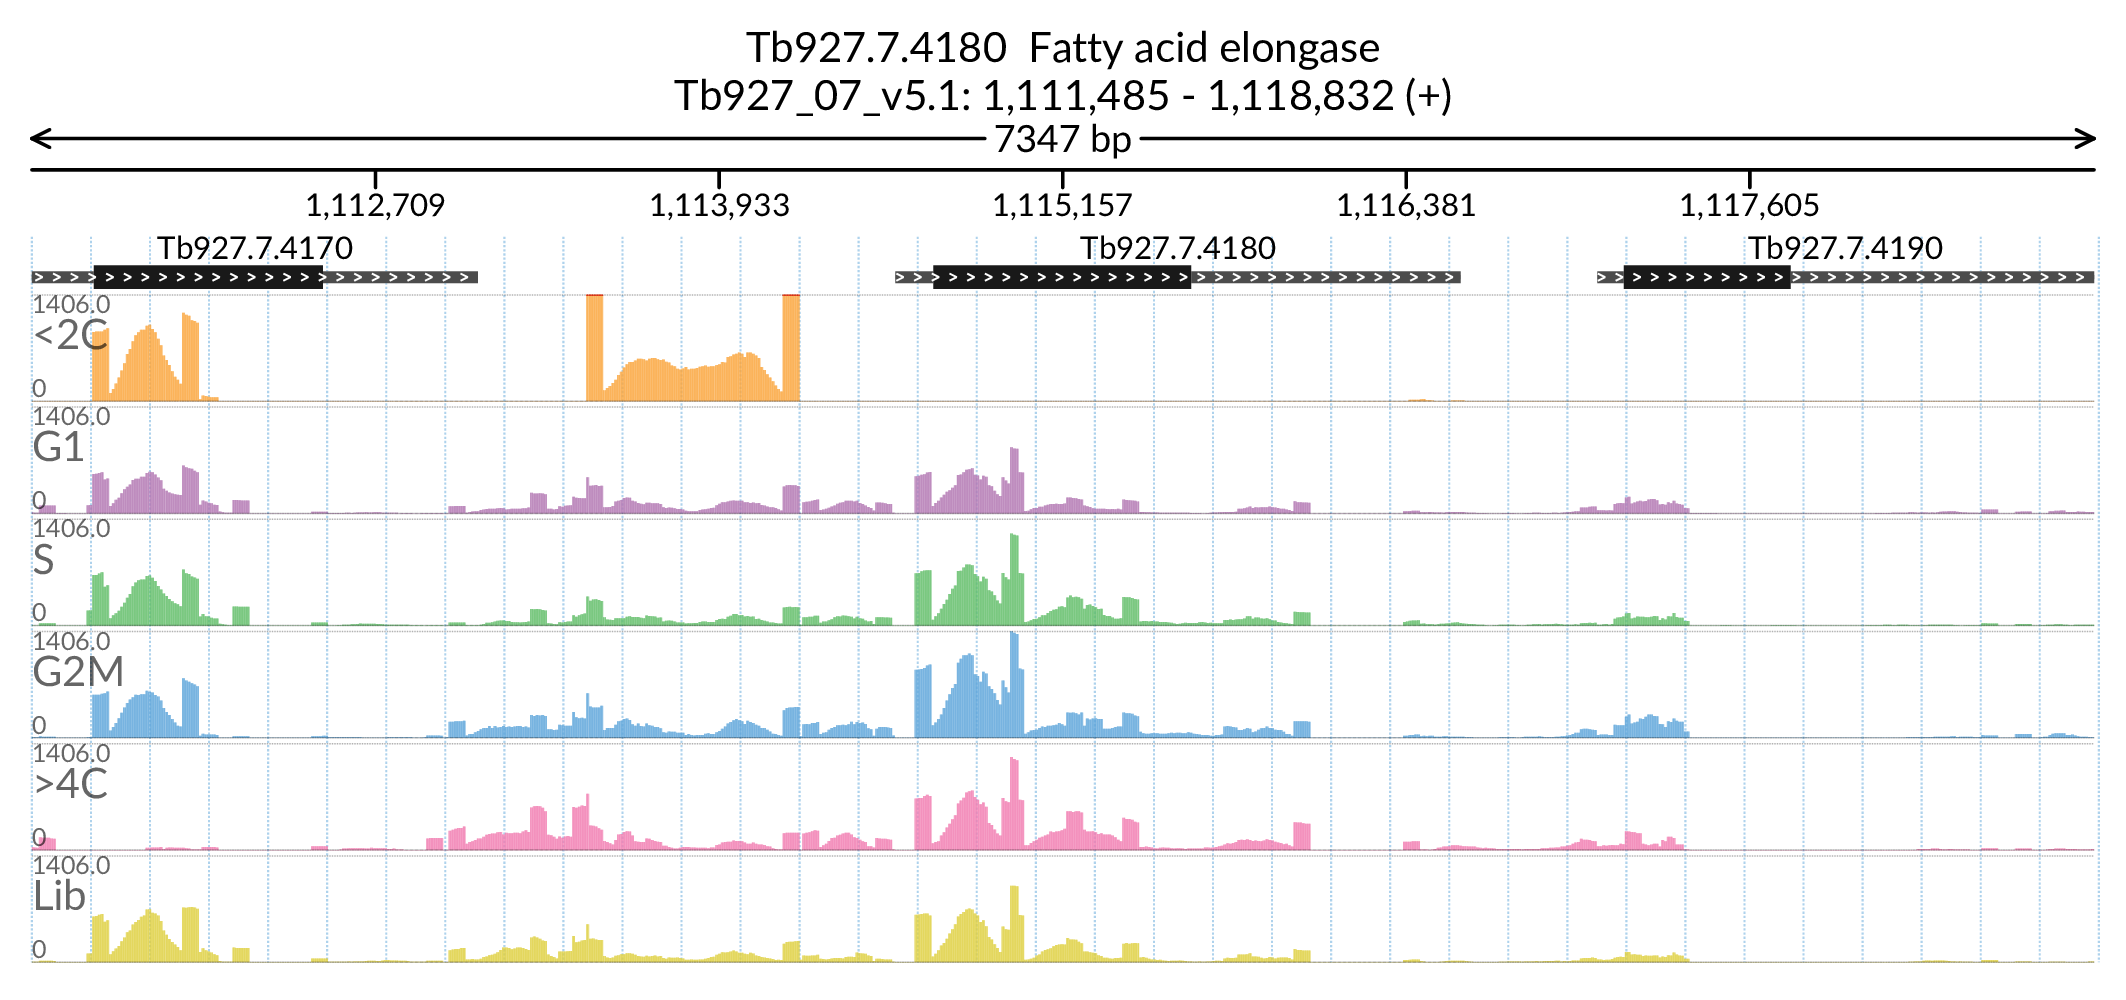 Tb927.7.4180  Fatty acid elongase
Tb927_07_v5.1: 1,111,485 - 1,118,832 (+)
7347 bp
1,112,709 1,113,933 1,115,157 1,116,381 1,117,605
Tb927.7.4170 Tb927.7.4180 Tb927.7.4190
1406.0
<2C
0
1406.0
G1
0
1406.0
S
0
1406.0
G2M
0
1406.0
>4C
0
1406.0
Lib
0